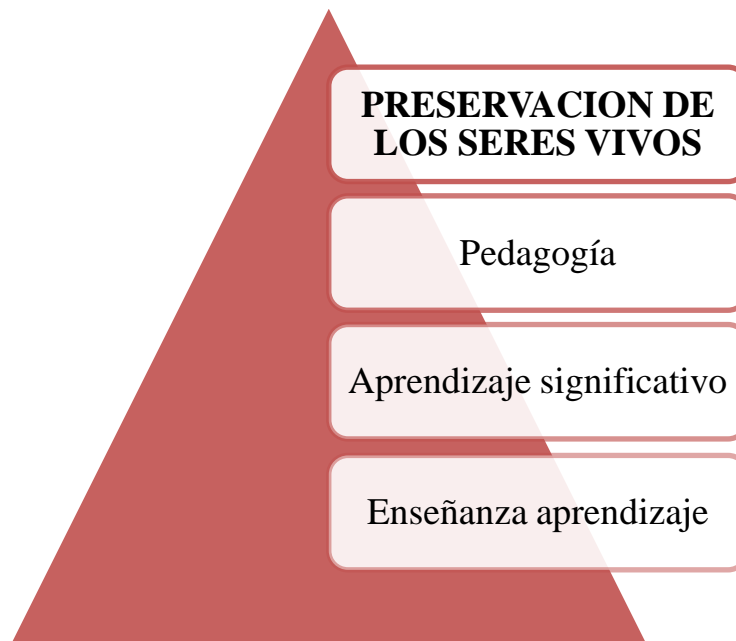 PRESERVACION DE
LOS SERES VIVOS
Pedagogía
Aprendizaje significativo
Enseñanza aprendizaje